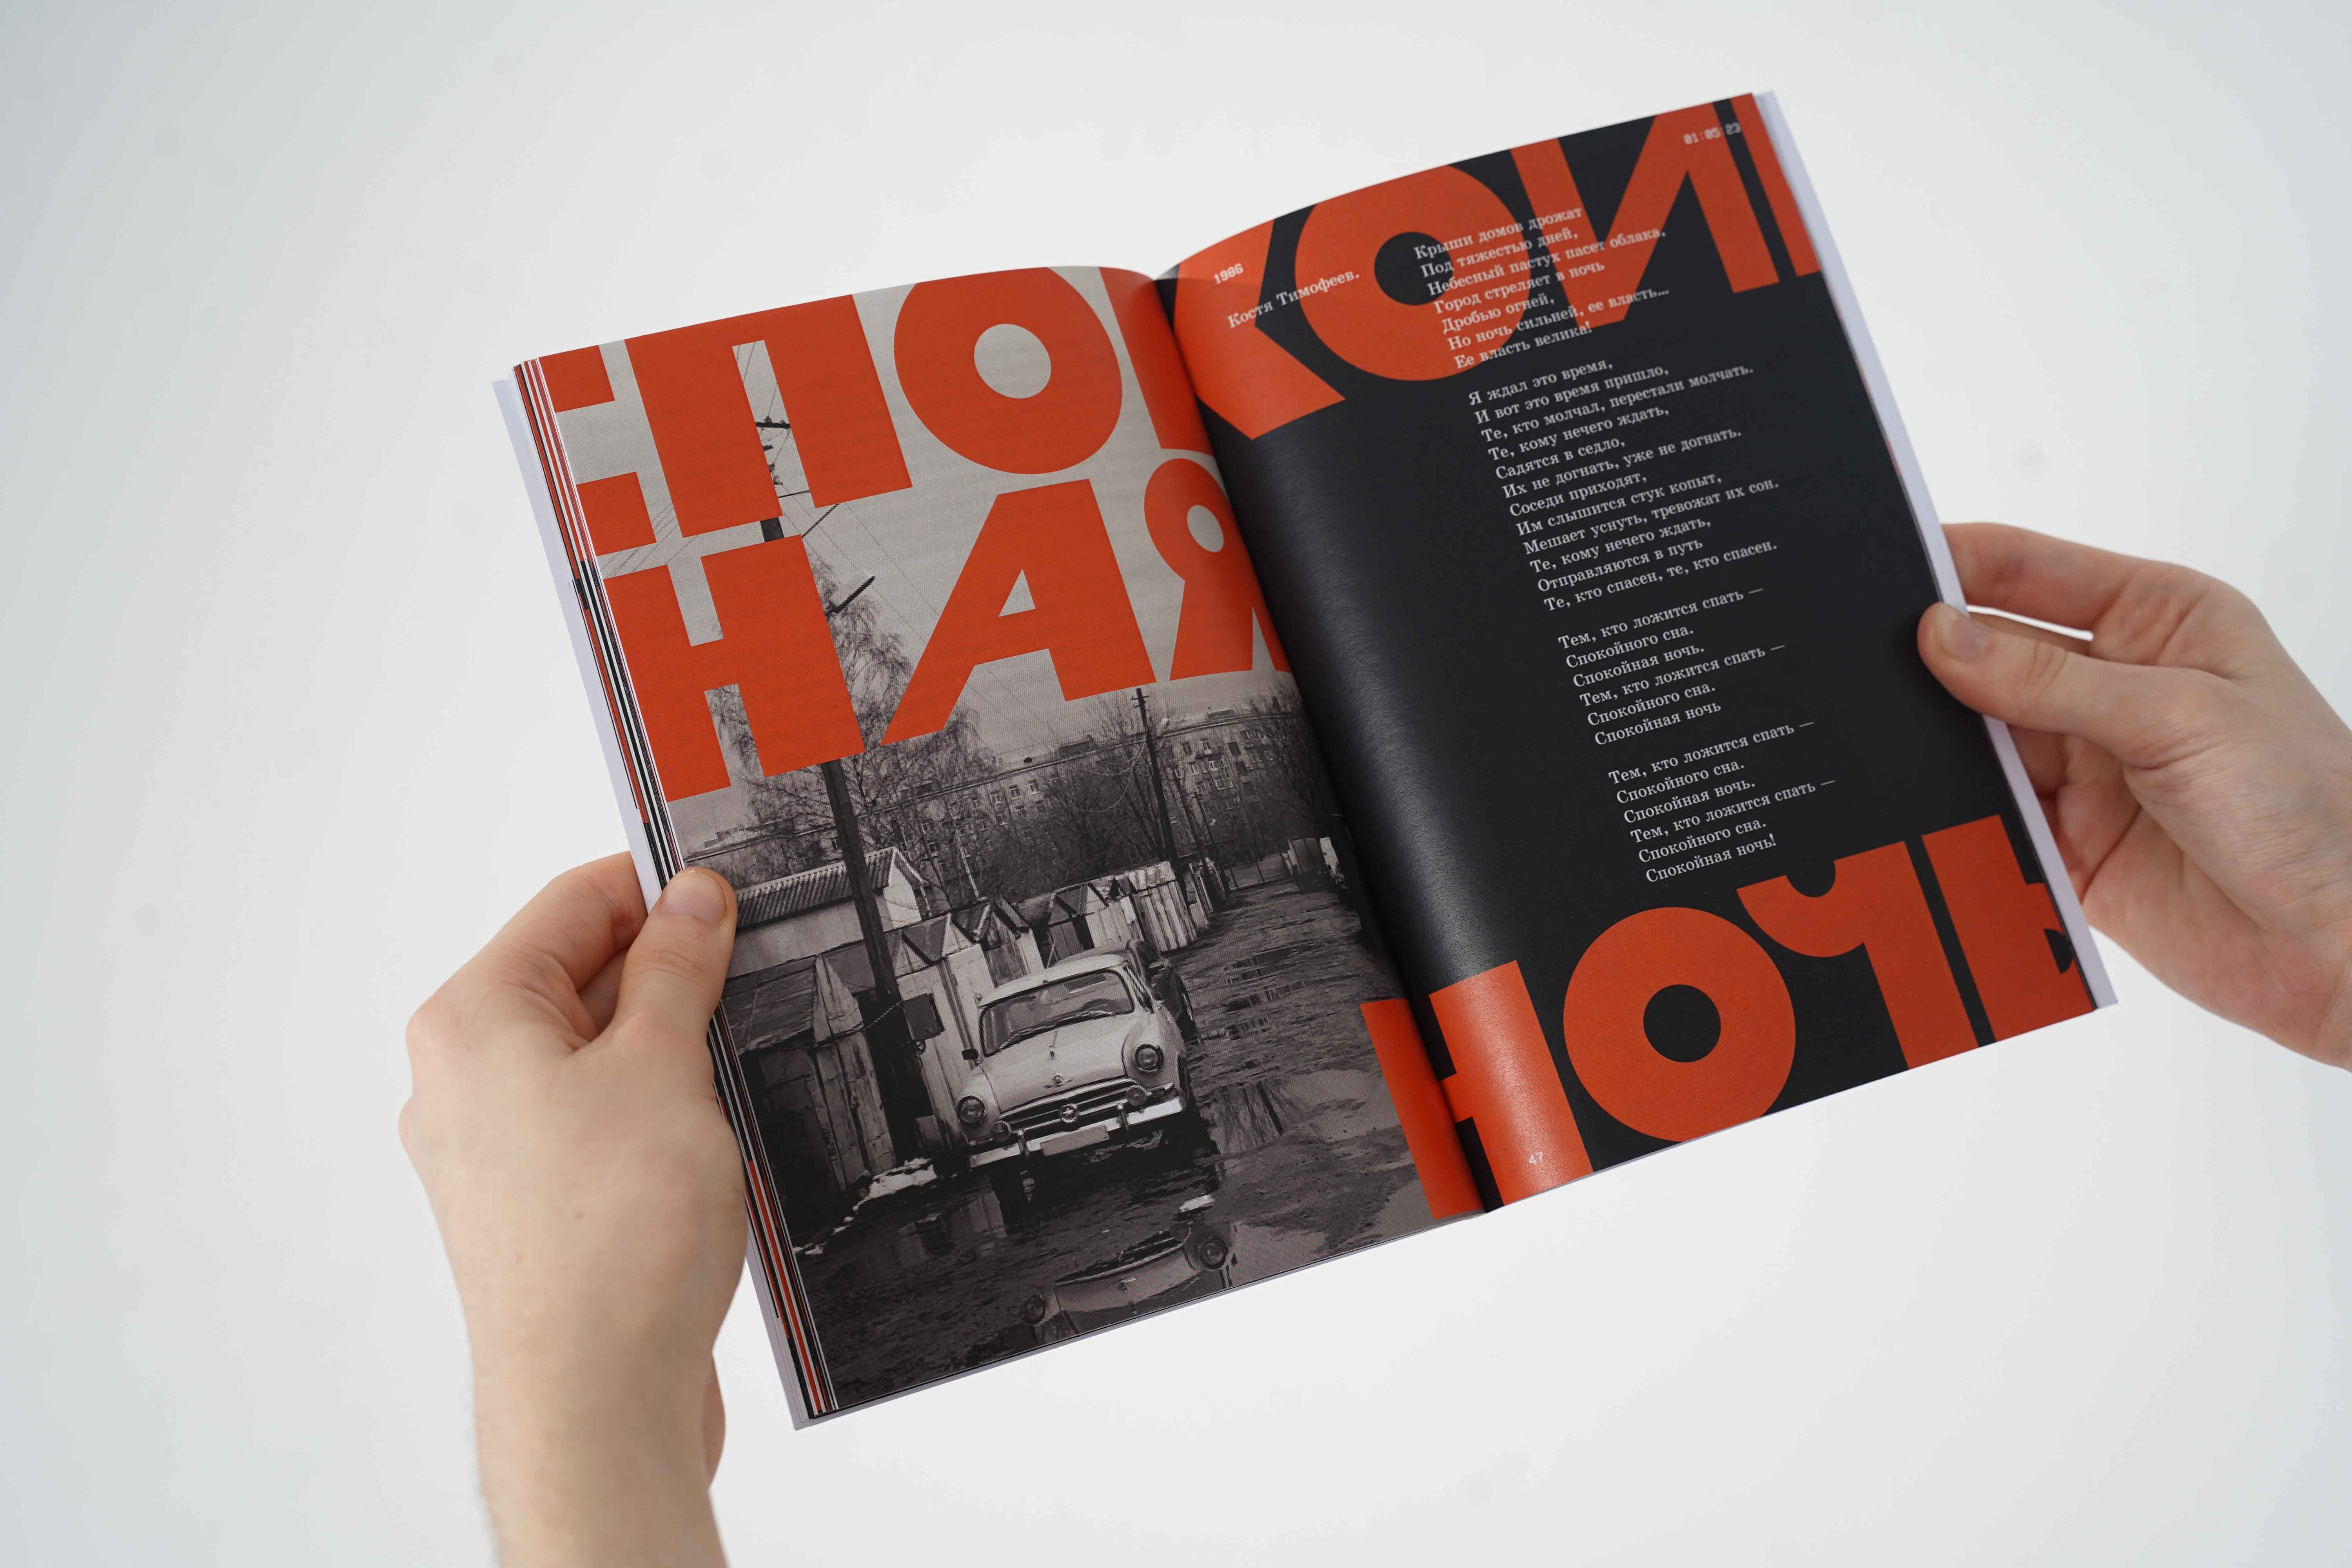 СПОКОЙ
НАЯ
НОЧЬ
01:05 23
1986
Костя Тимофеев.
Крыши домов дрожат
Под тяжестью дней,
Небесный пастух пасет облака,
Город стреляет в ночь
Дробью огней,
Но ночь сильней, ее власть...
Ее власть велика!
Я ждал это время,
И вот это время пришло,
Те, кто молчал, перестали молчать.
Те, кому нечего ждать,
Садятся в седло,
Их не догнать, уже не догнать.
Соседи приходят,
Им слышится стук копыт,
Мешает уснуть, тревожат их сон.
Те, кому нечего ждать,
Отправляются в путь
Те, кто спасен, те, кто спасен.
Тем, кто ложится спать —
Спокойного сна.
Спокойная ночь.
Тем, кто ложится спать —
Спокойного сна.
Спокойная ночь
Тем, кто ложится спать —
Спокойного сна.
Спокойная ночь.
Тем, кто ложится спать —
Спокойного сна.
Спокойная ночь!
47